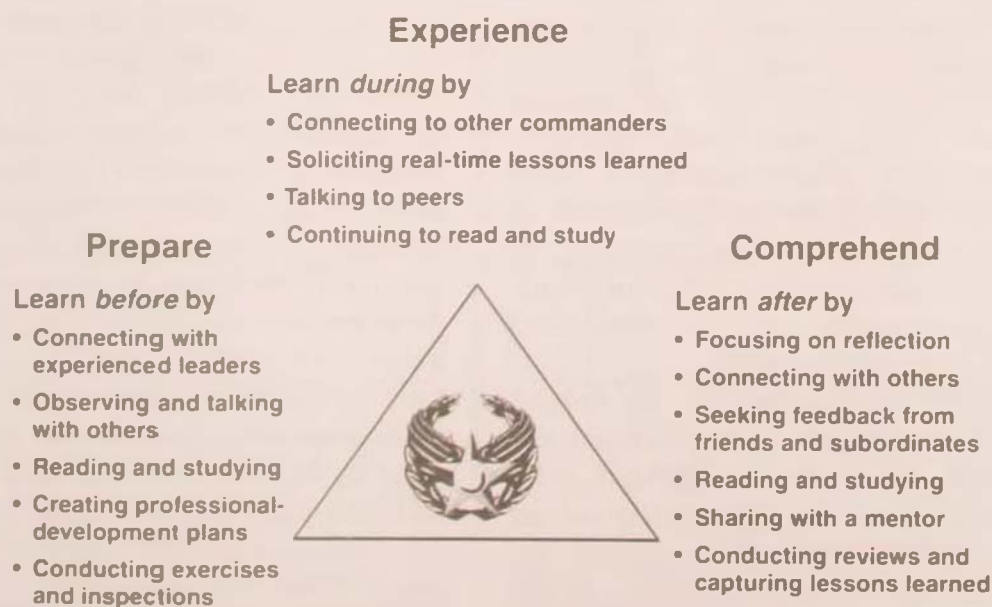 Experience
Learn during by
• Connecting to other commanders
• Soliciting real-time lessons learned
• Talking to peers
• Continuing to read and study
Prepare
Learn before by
• Connecting with
experienced leaders
• Observing and talking
with others
• Reading and studying
• Creating professional-
development plans
• Conducting exercises
and inspections
Comprehend
Learn after by
• Focusing on reflection
• Connecting with others
• Seeking feedback from
friends and subordinates
• Reading and studying
• Sharing with a mentor
• Conducting reviews and
capturing lessons learned